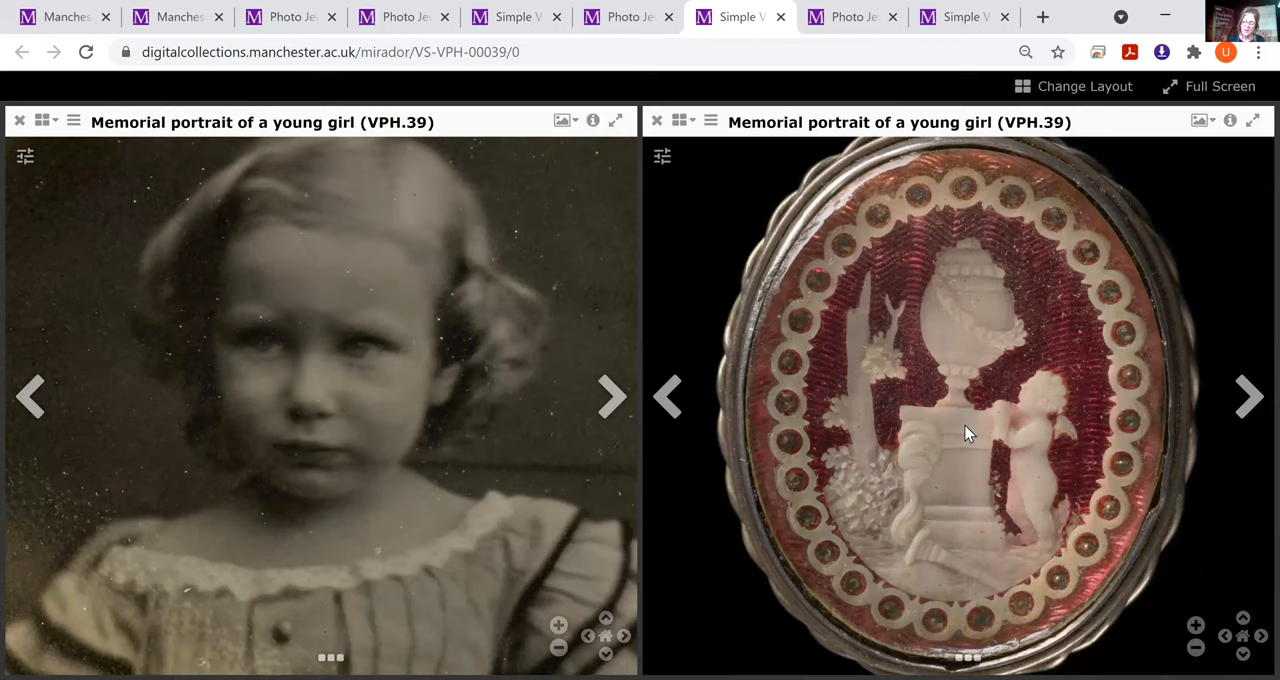 Manches
Manches
Photo Je
Photo Je
Simple V
Photo Je
Simple V
Photo Je
Simple V
digitalcollections.manchester.ac.uk/mirador/VS-VPH-00039/0
U
Change Layout
Full Screen
Memorial portrait of a young girl (VPH.39)
Memorial portrait of a young girl (VPH.39)